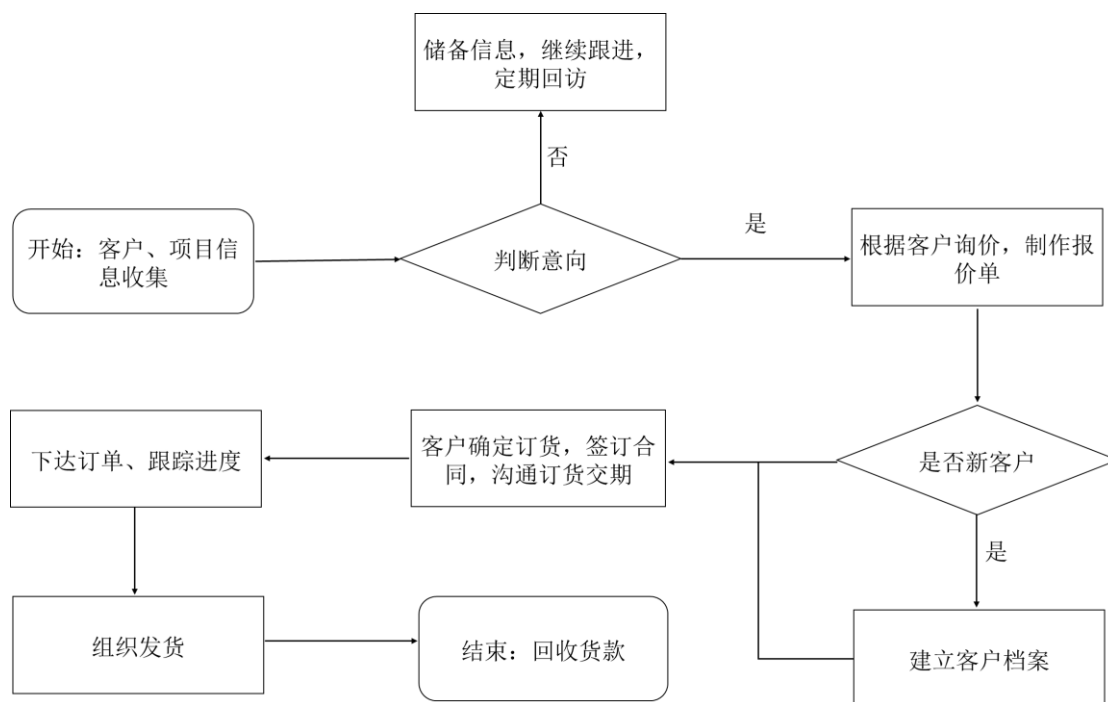 储备信息，继续跟进，
定期回访
否
是
开始：客户、项目信
息收集
判断意向
根据客户询价，制作报
价单
下达订单、跟踪进度
客户确定订货，签订合
同，沟通订货交期
是否新客户
是
组织发货
结束：回收货款
建立客户档案